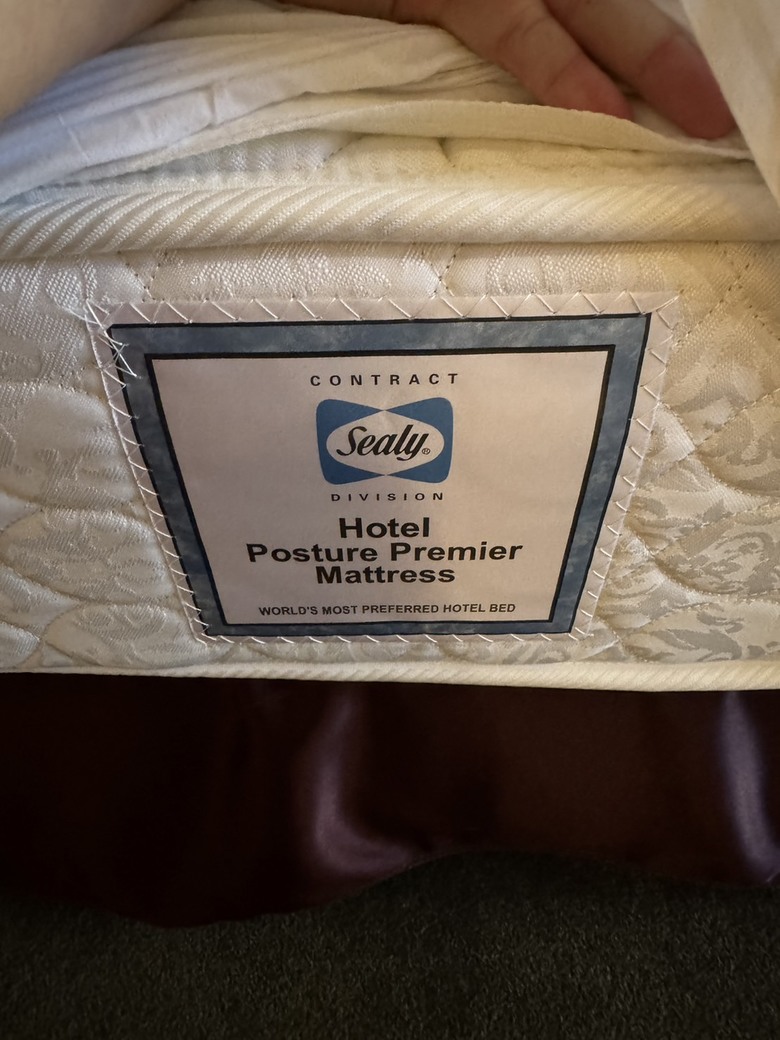 CONTRACT
Sealy®
DIVISION
Hotel
Posture Premier
Mattress
WORLD'S MOST PREFERRED HOTEL BED